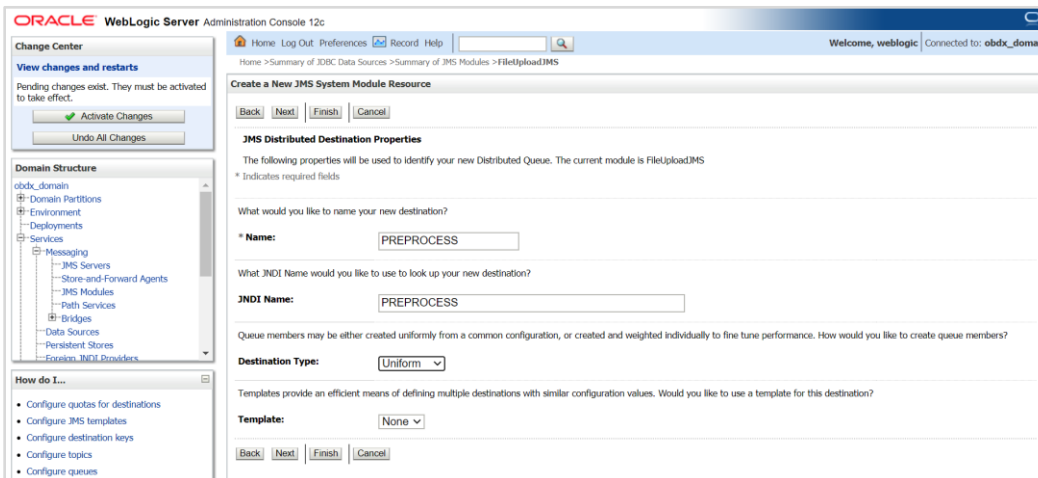 ORACLE WebLogic Server Administration Console 12c
Change Center
View changes and restarts
Pending changes exist. They must be activated
to take effect.
Activate Changes
Undo All Changes
Domain Structure
obdx_domain
Domain Partitions
Environment
Deployments
Services
Messaging
JMS Servers
Store-and-Forward Agents
JMS Modules
Path Services
Bridges
Data Sources
Persistent Stores
Foreign JNDI Providers
How do I...
Configure quotas for destinations
Configure JMS templates
Configure destination keys
Configure topics
Configure queues
Home Log Out Preferences Record Help
Welcome, weblogic Connected to: obdx_doma
Home >Summary of JDBC Data Sources >Summary of JMS Modules >FileUploadJMS
Create a New JMS System Module Resource
Back Next Finish Cancel
JMS Distributed Destination Properties
The following properties will be used to identify your new Distributed Queue. The current module is FileUploadJMS
* Indicates required fields
What would you like to name your new destination?
* Name: PREPROCESS
What JNDI Name would you like to use to look up your new destination?
JNDI Name: PREPROCESS
Queue members may be either created uniformly from a common configuration, or created and weighted individually to fine tune performance. How would you like to create queue members?
Destination Type: Uniform
Templates provide an efficient means of defining multiple destinations with similar configuration values. Would you like to use a template for this destination?
Template: None
Back Next Finish Cancel